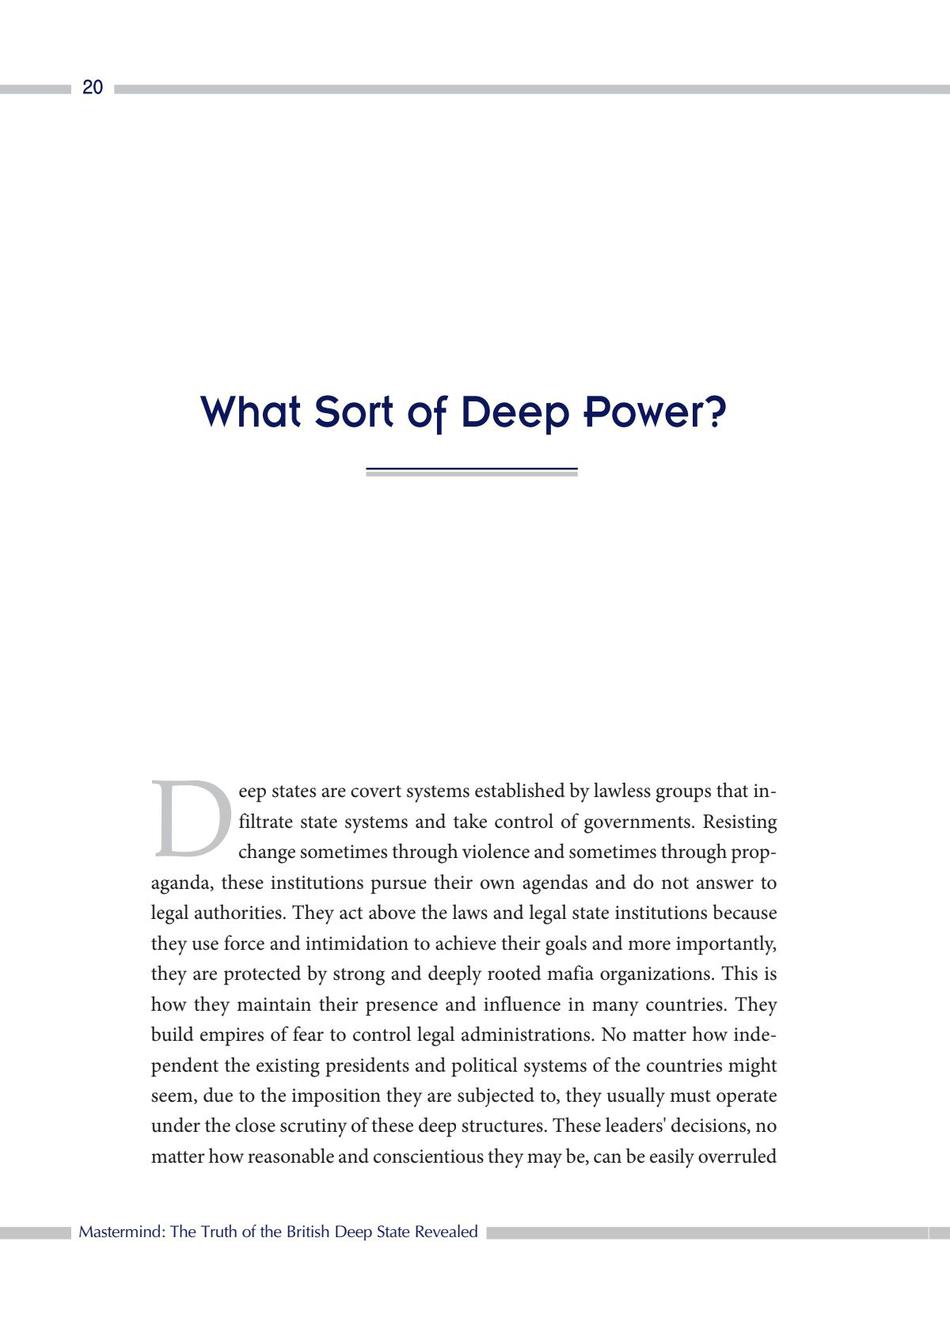 20
What Sort of Deep Power?
Deep states are covert systems established by lawless groups that in-
filtrate state systems and take control of governments. Resisting
change sometimes through violence and sometimes through prop-
aganda, these institutions pursue their own agendas and do not answer to
legal authorities. They act above the laws and legal state institutions because
they use force and intimidation to achieve their goals and more importantly,
they are protected by strong and deeply rooted mafia organizations. This is
how they maintain their presence and influence in many countries. They
build empires of fear to control legal administrations. No matter how inde-
pendent the existing presidents and political systems of the countries might
seem, due to the imposition they are subjected to, they usually must operate
under the close scrutiny of these deep structures. These leaders' decisions, no
matter how reasonable and conscientious they may be, can be easily overruled
Mastermind: The Truth of the British Deep State Revealed